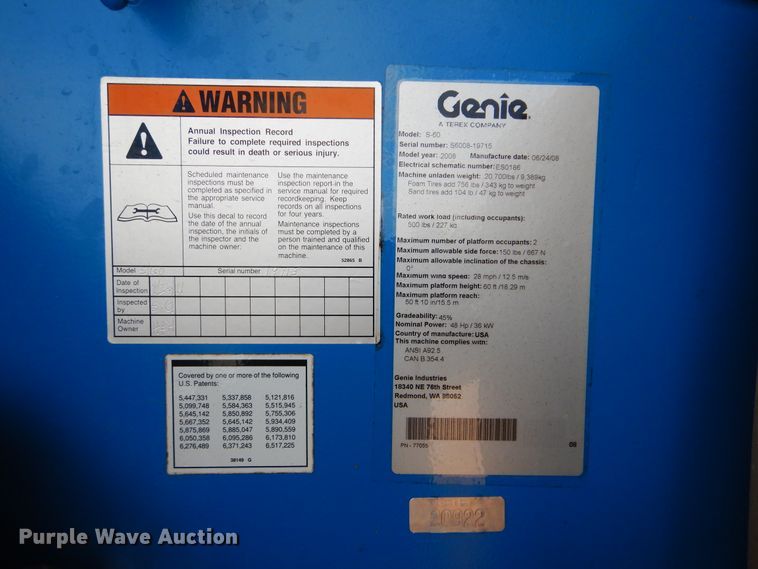 WARNING
Annual Inspection Record
Failure to complete required inspections
could result in death or serious injury.
Scheduled maintenance
inspections must be
completed as specified in
the appropriate service
manual.
Use this decal to record
the date of the annual
inspection, the initials of
the inspector and the
machine owner.
Use the maintenance
inspection report in the
service manual for required
recordkeeping. Keep
records on all inspections
for four years.
Maintenance inspections
must be completed by a
person trained and qualified
on the maintenance of this
machine.
52865 B
Model
Serial number
Date of
Inspection
Inspected
by
Machine
Owner
Covered by one or more of the following
U.S. Patents:
5,447,331 5,337,858 5,121,816
5,099,748 5,584,363 5,515,945
5,645,142 5,850,892 5,755,306
5,667,352 5,645,142 5,934,409
5,875,869 5,885,047 5,890,559
6,050,358 6,095,286 6,173,810
6,276,489 6,371,243 6,517,225
38149 G
Genie
A TEREX COMPANY
Model: S-60
Serial number: S6008-19715
Model year: 2008 Manufacture date: 06/24/08
Electrical schematic number: ES0186
Machine unladen weight: 20,700lbs / 9,389kg
Foam Tires add 756 lbs / 343 kg to weight
Sand tires add 104 lb / 47 kg to weight
Rated work load (including occupants):
500 lbs / 227 kg
Maximum number of platform occupants: 2
Maximum allowable side force: 150 lbs / 667 N
Maximum allowable inclination of the chassis:
0°
Maximum wind speed: 28 mph / 12.5 m/s
Maximum platform height: 60 ft / 18.29 m
Maximum platform reach:
50 ft 10 in/15.5 m
Gradeability: 45%
Nominal Power: 48 Hp / 36 kW
Country of manufacture: USA
This machine complies with:
ANSI A92.5
CAN B.354.4
Genie Industries
18340 NE 76th Street
Redmond, WA 98052
USA
PN - 77055
08
Purple Wave Auction